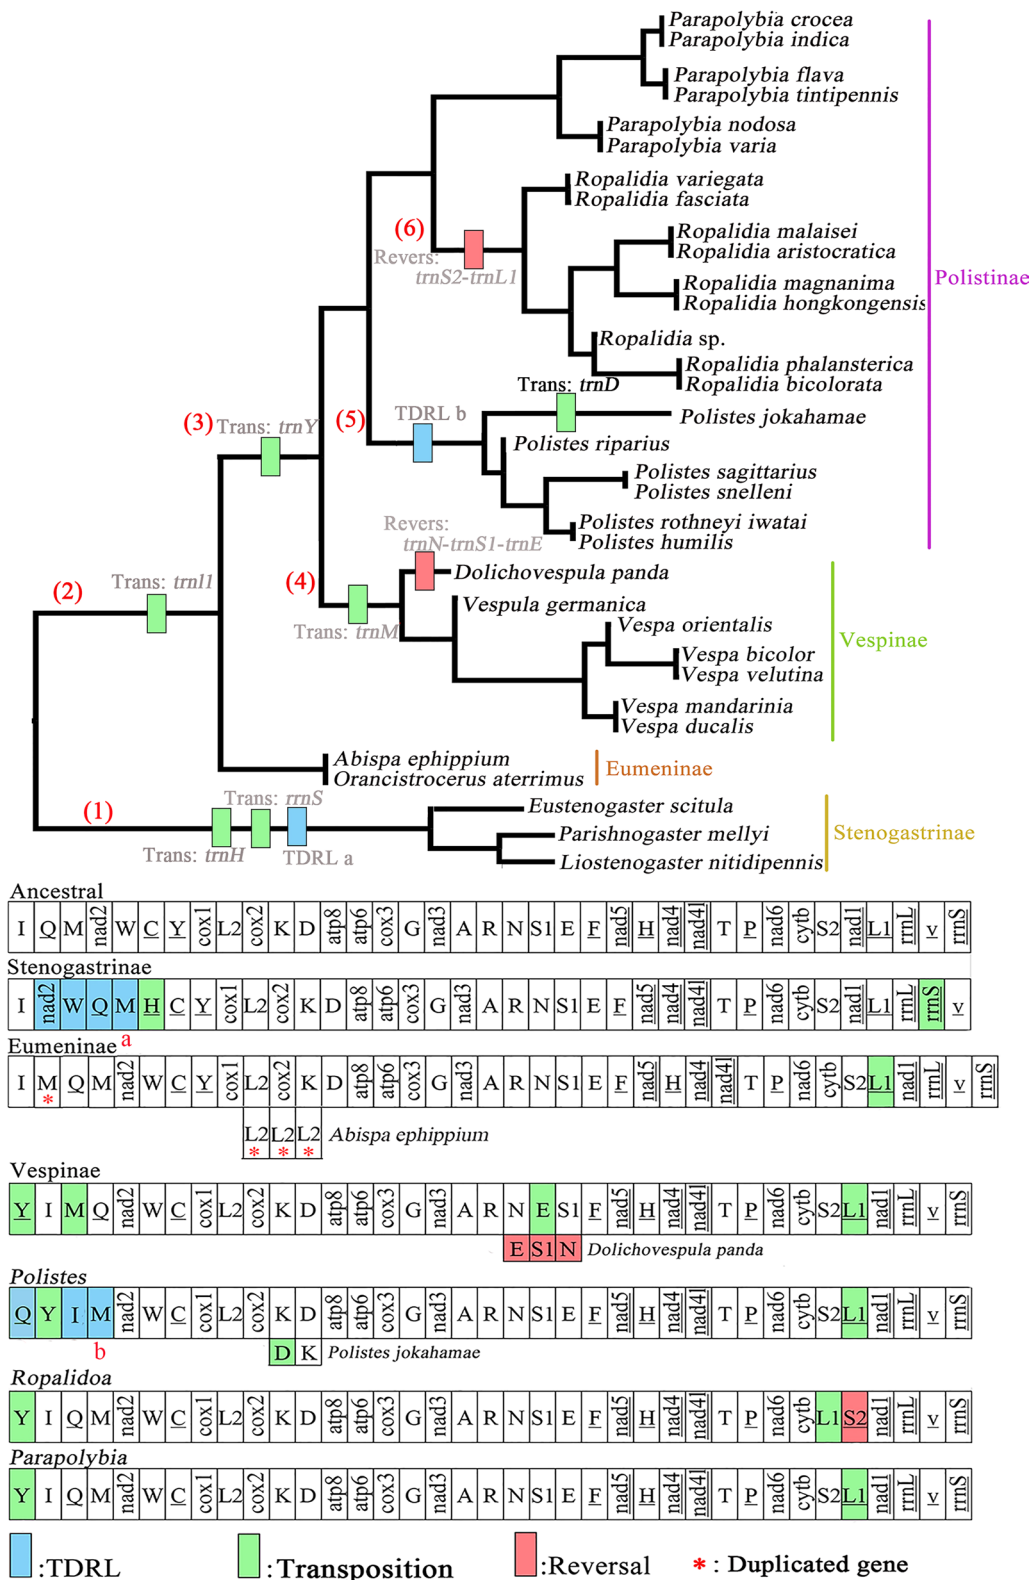 Parapolybia crocea
Parapolybia indica
Parapolybia flava
Parapolybia tintipennis
Parapolybia nodosa
Parapolybia varia
Ropalidia variegata
Ropalidia fasciata
(6)
Revers:
trnS2-trnL1
Ropalidia malaisei
Ropalidia aristocratica
Polistinae
Ropalidia magnanima
Ropalidia hongkongensis
Ropalidia sp.
Ropalidia phalansterica
Ropalidia bicolorata
Trans: trnD
(3) Trans: trnY
(5)
TDRL b
Polistes jokahamae
Polistes riparius
Polistes sagittarius
Polistes snelleni
Polistes rothneyi iwatai
Polistes humilis
Revers:
trnN-trnS1-trnE
Dolichovespula panda
(2)
Trans: trnl1
(4)
Trans: trnM
Vespula germanica
Vespa orientalis
Vespinae
Vespa bicolor
Vespa velutina
Vespa mandarinia
Vespa ducalis
Abispa ephippium
Orancistrocerus aterrimus
Eumeninae
Trans: rrnS
(1)
Trans: trnH
TDRL a
Eustenogaster scitula
Parishnogaster mellyi
Liostenogaster nitidipennis
Stenogastrinae
Ancestral
I Q M nad2 W C Y cox1 L2 cox2 K D atp8 atp6 cox3 G nad3 A R N S1 E F nad5 H nad4 nad4l T P nad6 cytb S2 nad1 L1 rrnL v rrnS
Stenogastrinae
I nad2 W Q M H C Y cox1 L2 cox2 K D atp8 atp6 cox3 G nad3 A R N S1 E F nad5 nad4 nad4l T P nad6 cytb S2 nad1 L1 rrnL rrnS v
a
Eumeninae
I M Q M nad2 W C Y cox1 L2 cox2 K D atp8 atp6 cox3 G nad3 A R N S1 E F nad5 H nad4 nad4l T P nad6 cytb S2 L1 nad1 rrnL v rrnS
*
L2 L2 L2 Abispa ephippium
* * *
Vespinae
Y I M Q nad2 W C cox1 L2 cox2 K D atp8 atp6 cox3 G nad3 A R N E S1 F nad5 H nad4 nad4l T P nad6 cytb S2 L1 nad1 rrnL v rrnS
E S1 N Dolichovespula panda
Polistes
Q Y I M nad2 W C cox1 L2 cox2 K D atp8 atp6 cox3 G nad3 A R N S1 E F nad5 H nad4 nad4l T P nad6 cytb S2 L1 nad1 rrnL v rrnS
b
D K Polistes jokahamae
Ropalidoa
Y I Q M nad2 W C cox1 L2 cox2 K D atp8 atp6 cox3 G nad3 A R N S1 E F nad5 H nad4 nad4l T P nad6 cytb L1 S2 nad1 rrnL v rrnS
Parapolybia
Y I Q M nad2 W C cox1 L2 cox2 K D atp8 atp6 cox3 G nad3 A R N S1 E F nad5 H nad4 nad4l T P nad6 cytb S2 L1 nad1 rrnL v rrnS
:TDRL :Transposition :Reversal * : Duplicated gene